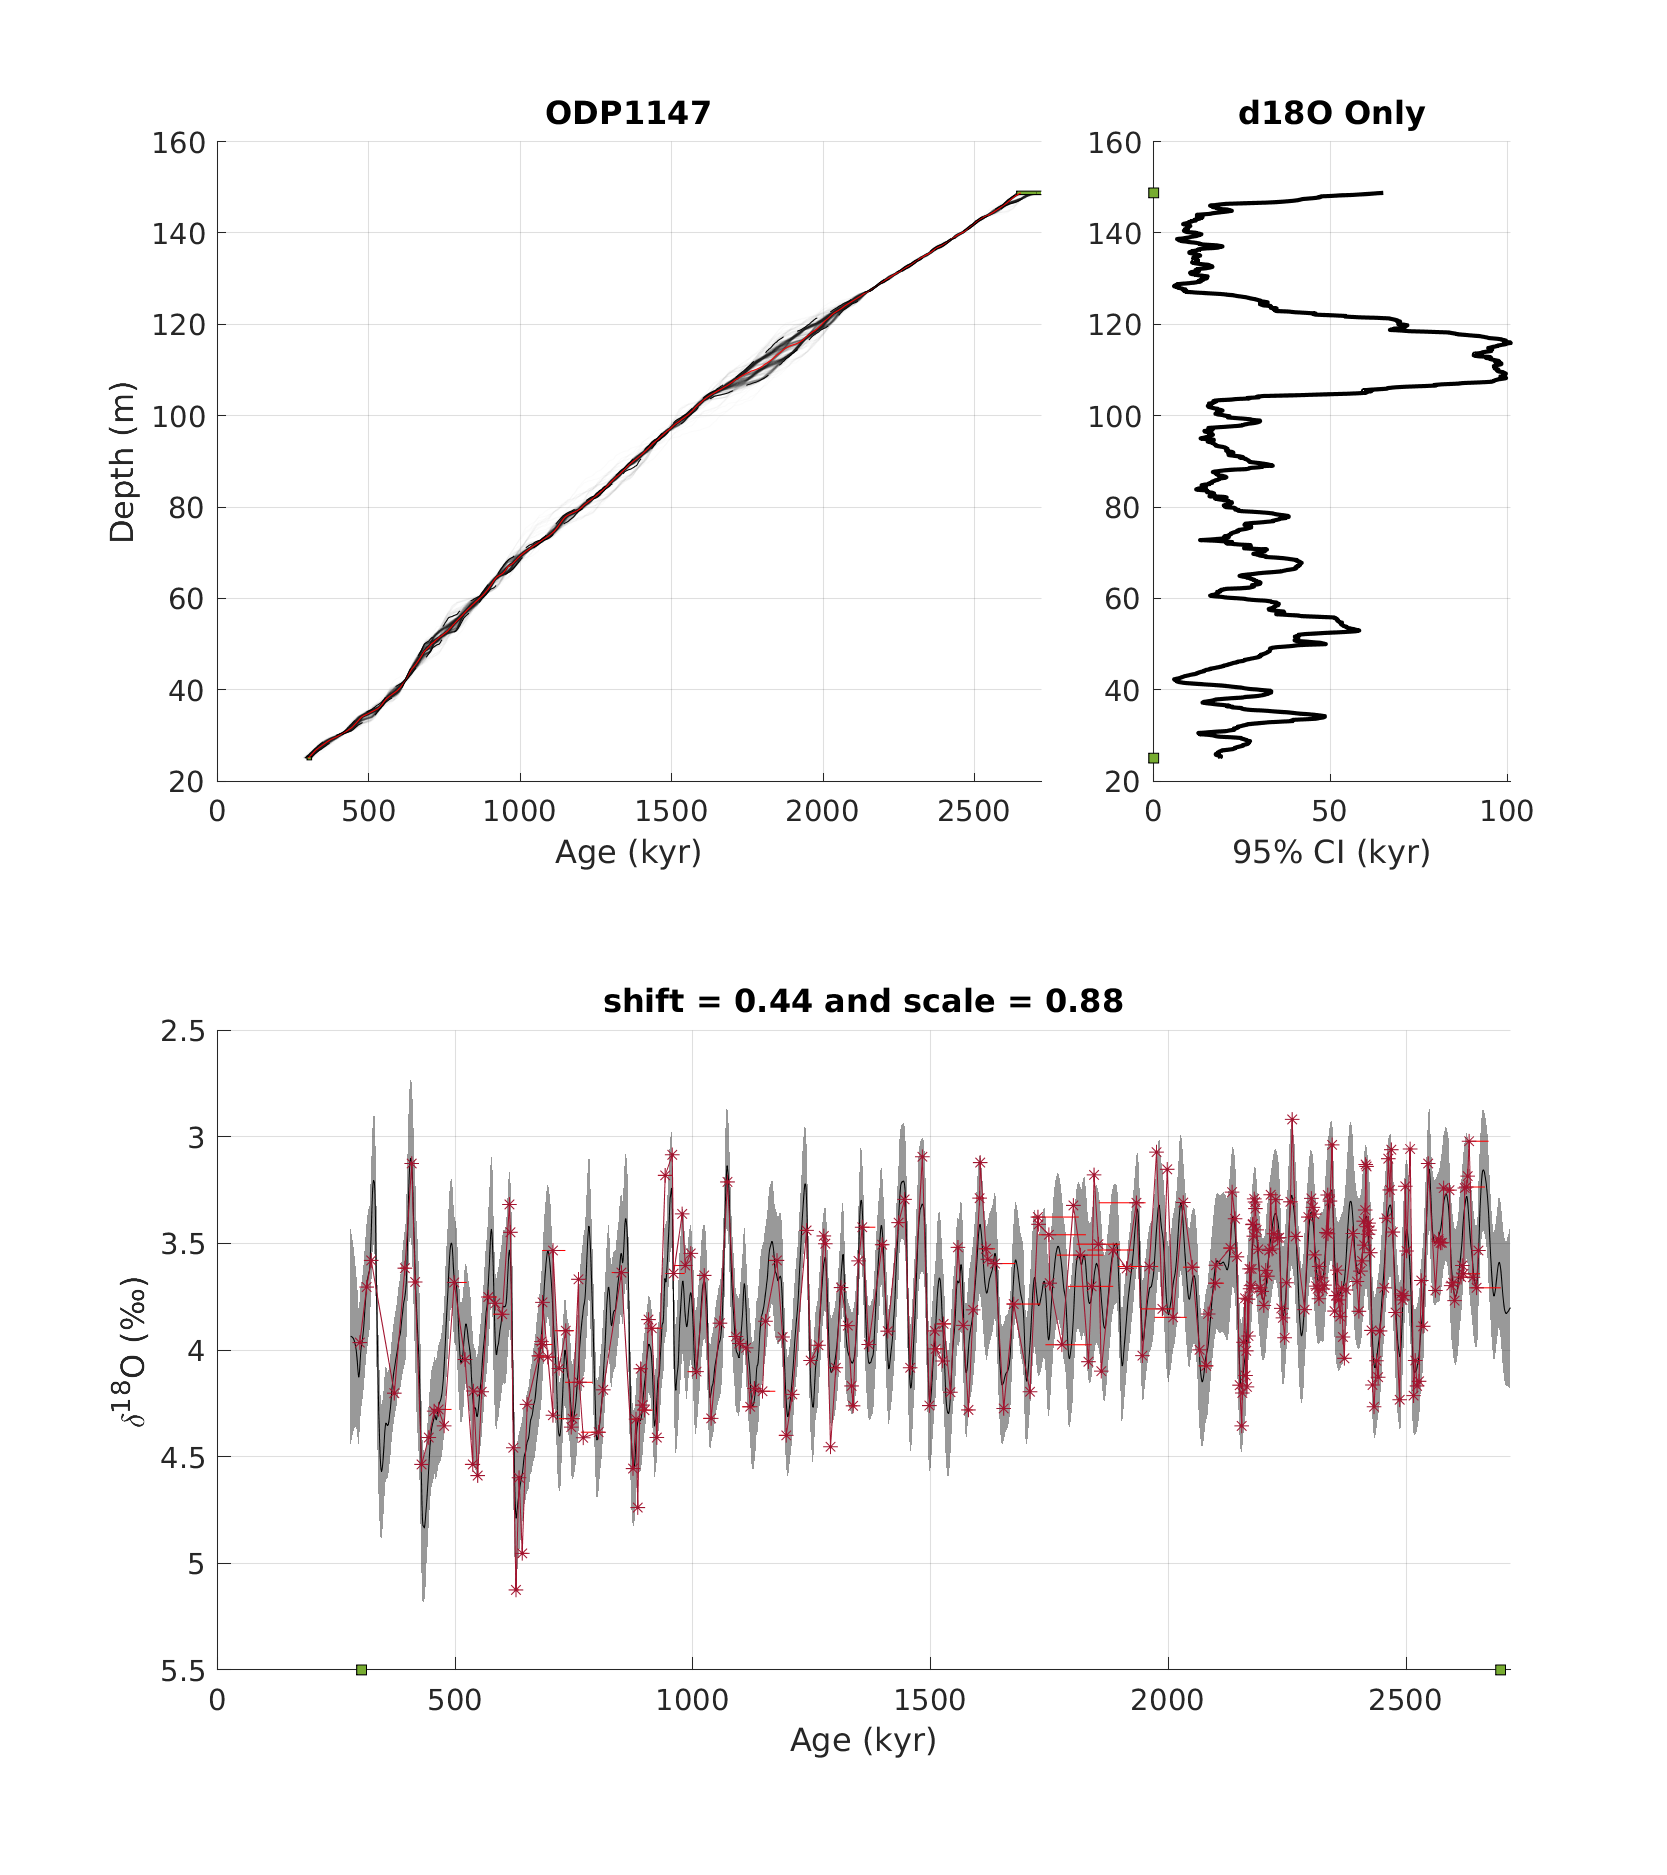 ODP1147
d18O Only
160
140
120
100
80
60
40
20
Depth (m)
0 500 1000 1500 2000 2500
Age (kyr)
160
140
120
100
80
60
40
20
0 50 100
95% CI (kyr)
shift = 0.44 and scale = 0.88
2.5
3
3.5
4
4.5
5
5.5
δ¹⁸O (‰)
0 500 1000 1500 2000 2500
Age (kyr)